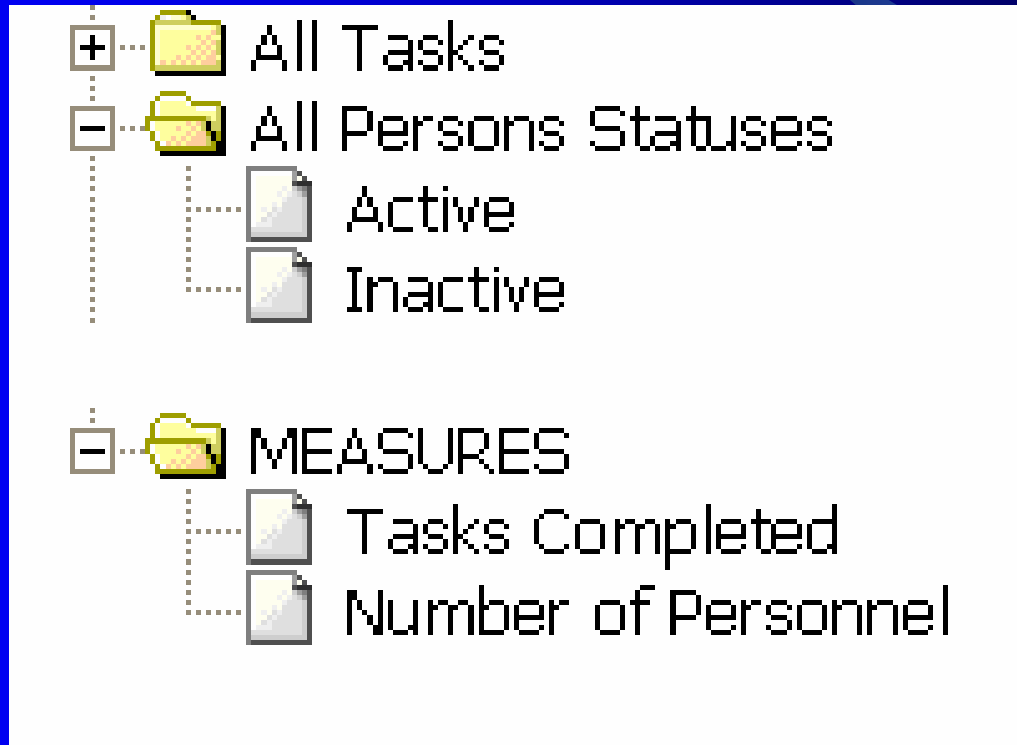 All Tasks
All Persons Statuses
Active
Inactive
MEASURES
Tasks Completed
Number of Personnel